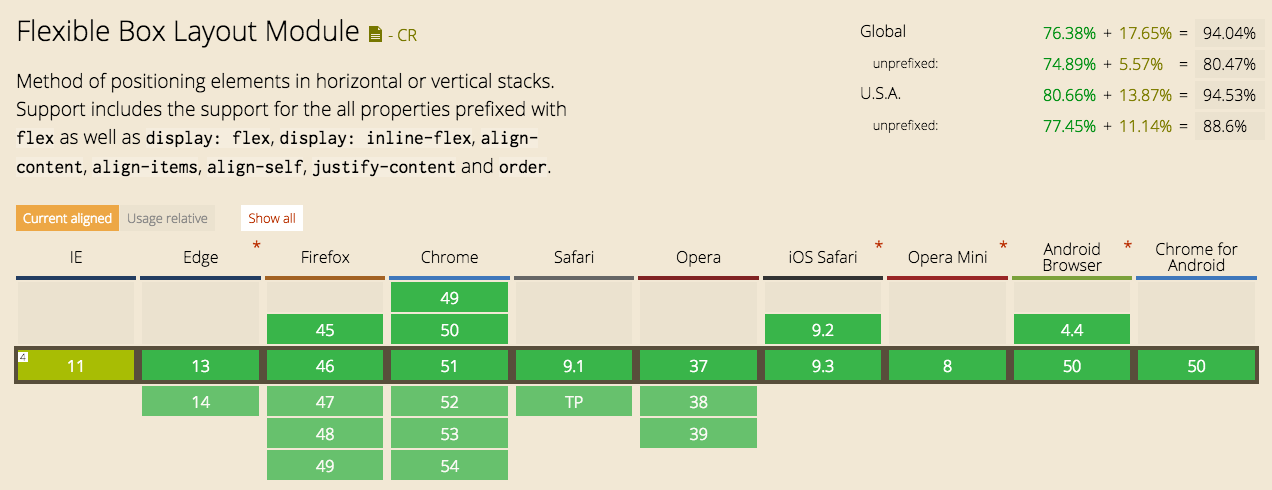 Flexible Box Layout Module - CR
Method of positioning elements in horizontal or vertical stacks.
Support includes the support for the all properties prefixed with
flex as well as display: flex, display: inline-flex, align-
content, align-items, align-self, justify-content and order.
Global 76.38% + 17.65% = 94.04%
unprefixed: 74.89% + 5.57% = 80.47%
U.S.A. 80.66% + 13.87% = 94.53%
unprefixed: 77.45% + 11.14% = 88.6%
Current aligned Usage relative Show all
IE Edge * Firefox Chrome Safari Opera iOS Safari * Opera Mini * Android Browser * Chrome for Android
49
45 50 9.2 4.4
4 11 13 46 51 9.1 37 9.3 8 50 50
14 47 52 TP 38
48 53 39
49 54